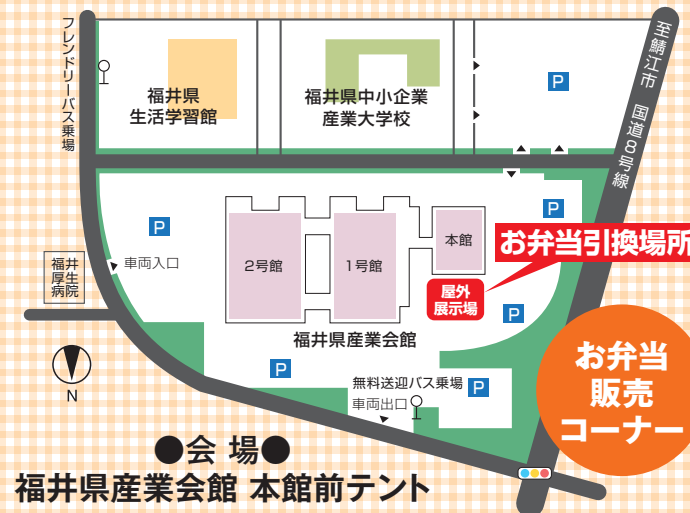 フレンドリーバス乗場
福井県
生活学習館
福井県中小企業
産業大学校
P
至鯖江市 国道8号線
P
P
2号館
1号館
本館
お弁当引換場所
屋外
展示場
車両入口
福井
厚生
病院
福井県産業会館
P
P
無料送迎バス乗場
P
車両出口
N
お弁当
販売
コーナー
●会 場●
福井県産業会館 本館前テント